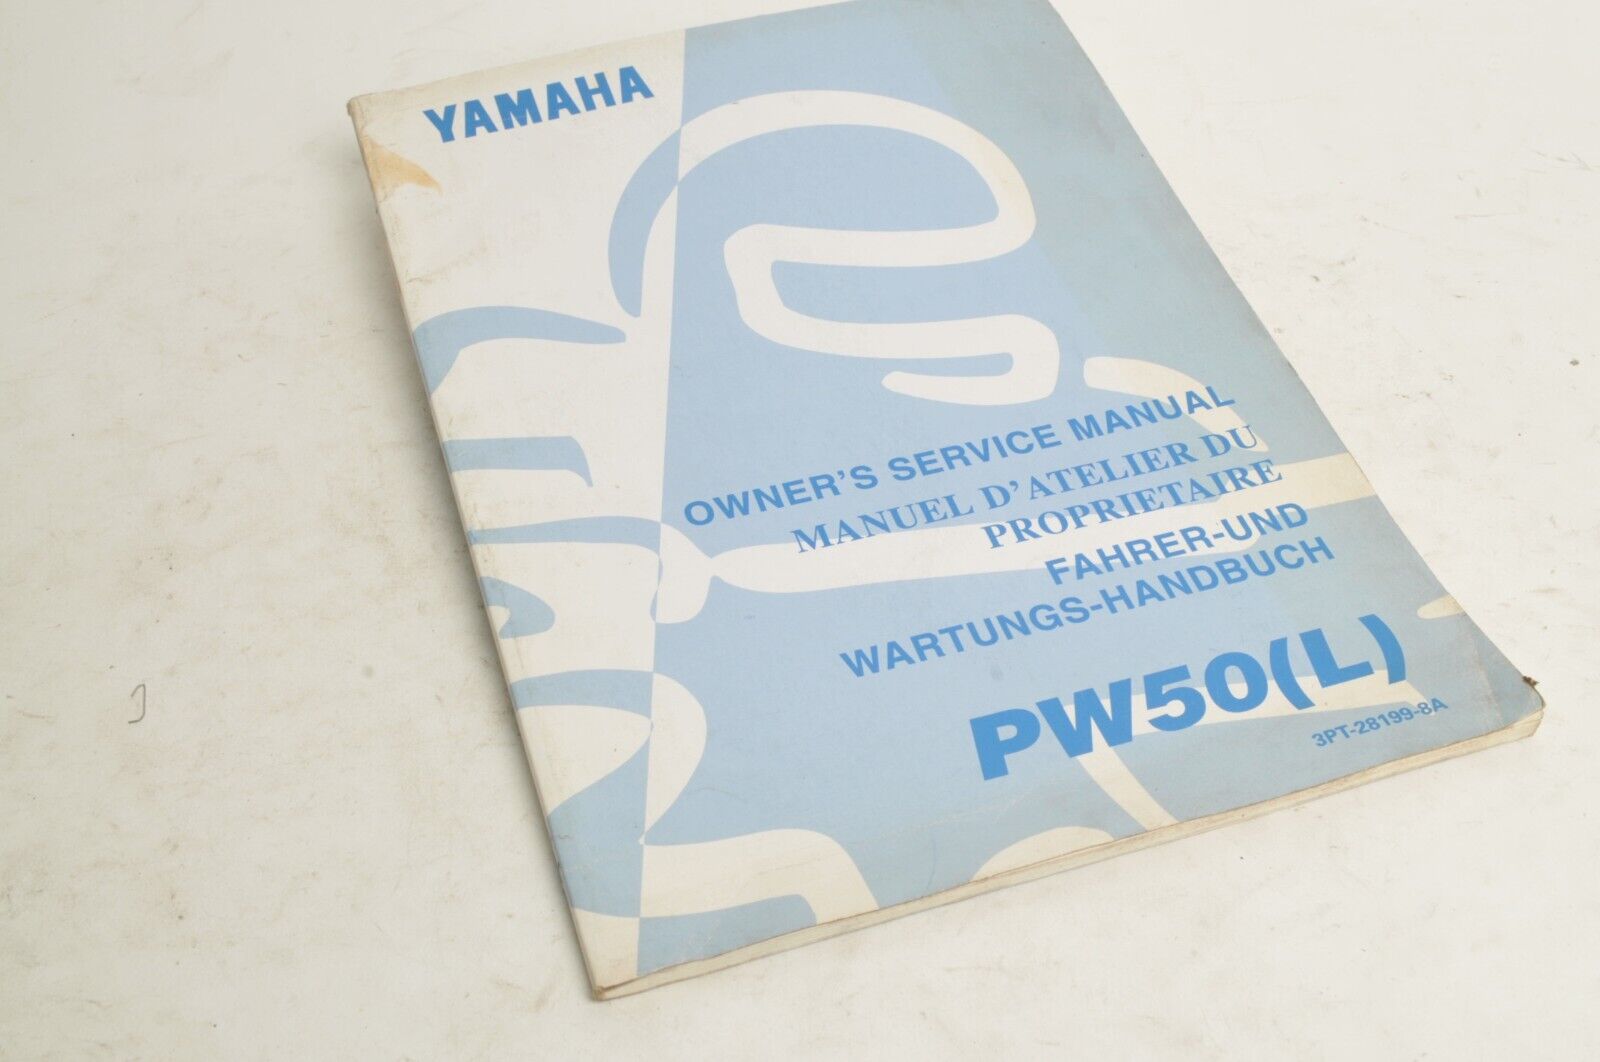 YAMAHA
OWNER'S SERVICE MANUAL
MANUEL D'ATELIER DU
PROPRIETAIRE
FAHRER-UND
WARTUNGS-HANDBUCH
PW50(L)
3PT-28199-8A